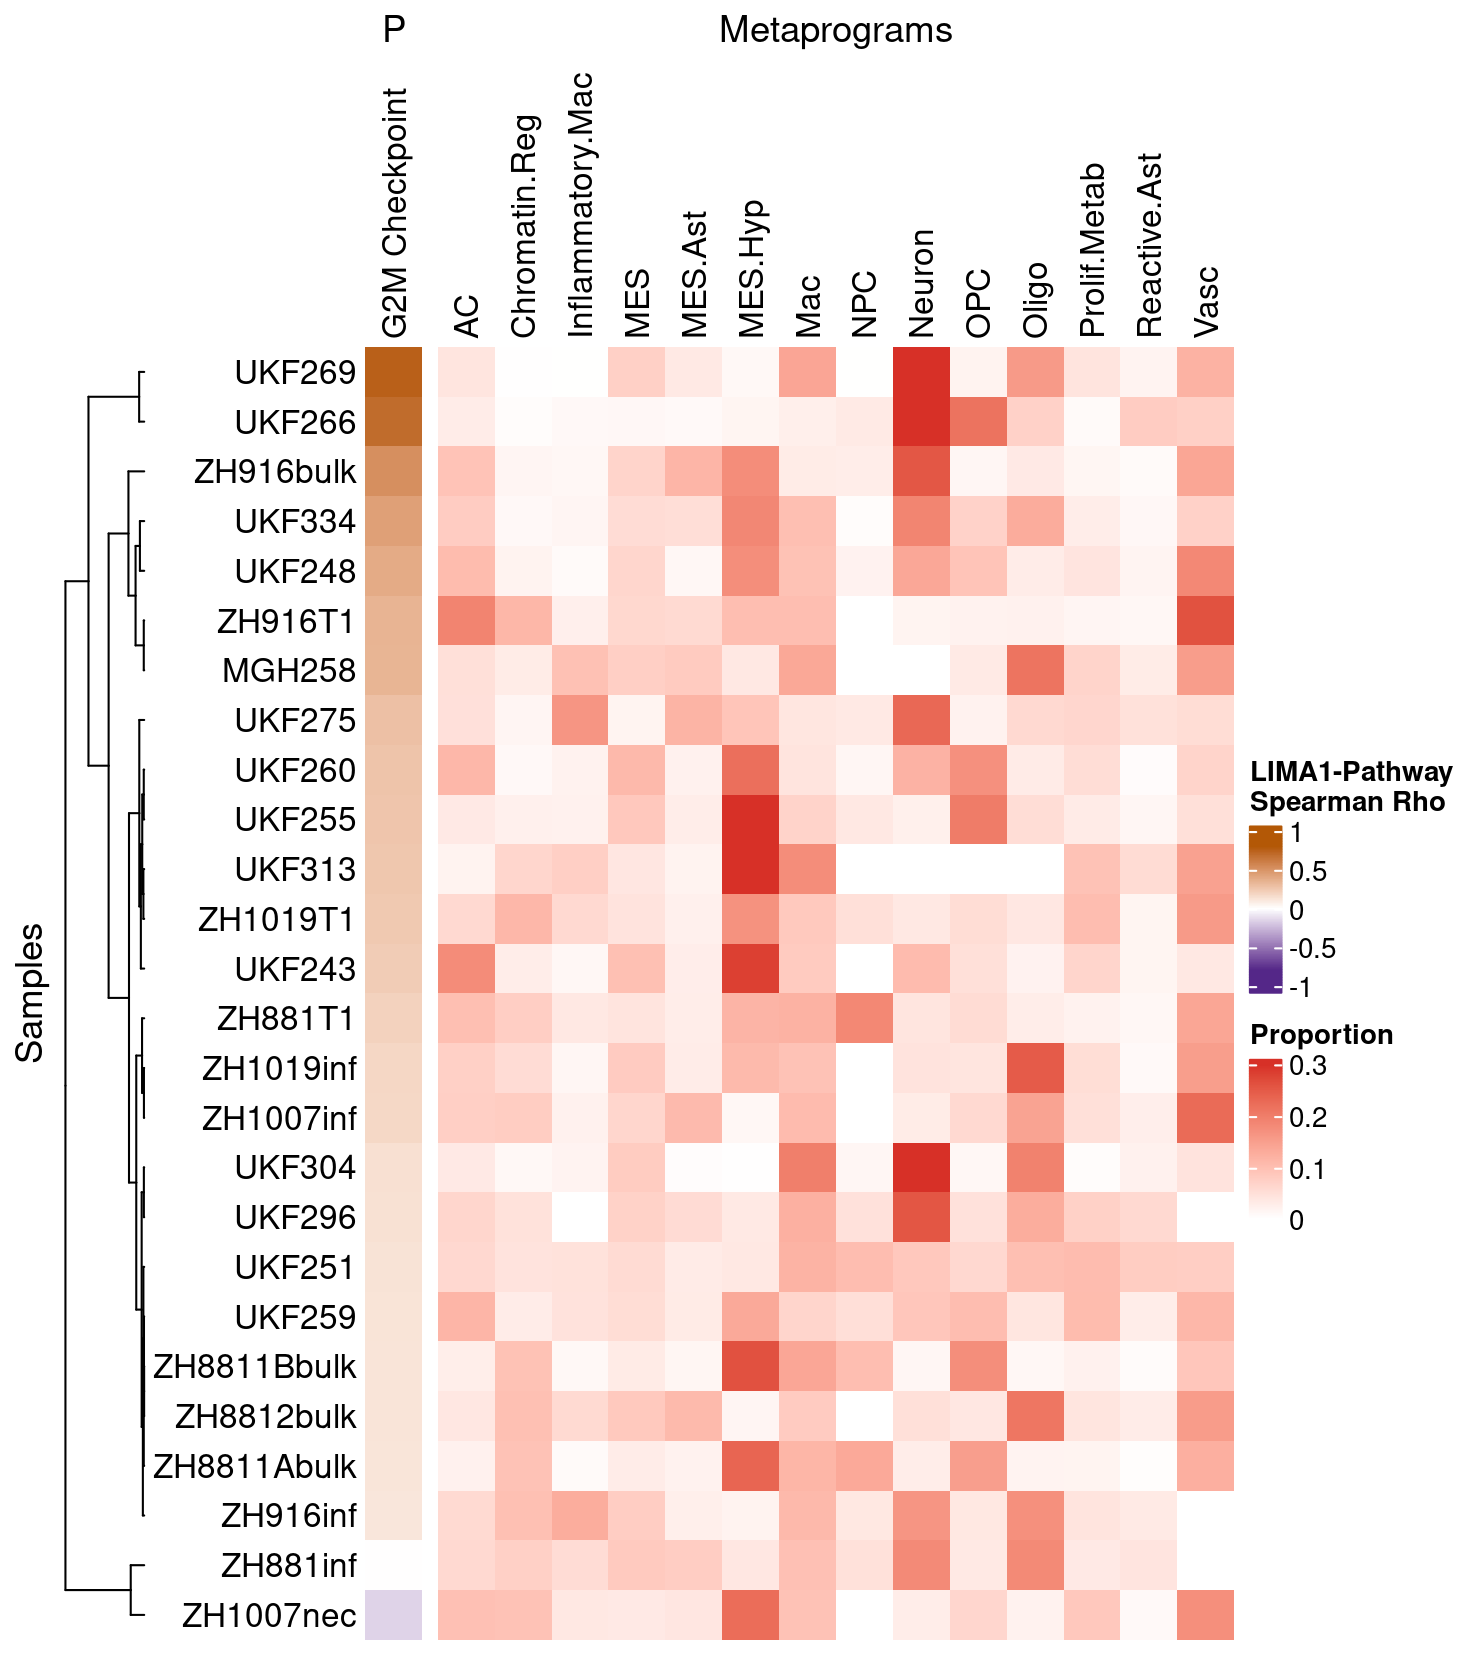 P
Metaprograms
G2M Checkpoint
AC
Chromatin.Reg
Inflammatory.Mac
MES
MES.Ast
MES.Hyp
Mac
NPC
Neuron
OPC
Oligo
Prolif.Metab
Reactive.Ast
Vasc
Samples
UKF269
UKF266
ZH916bulk
UKF334
UKF248
ZH916T1
MGH258
UKF275
UKF260
UKF255
UKF313
ZH1019T1
UKF243
ZH881T1
ZH1019inf
ZH1007inf
UKF304
UKF296
UKF251
UKF259
ZH8811Bbulk
ZH8812bulk
ZH8811Abulk
ZH916inf
ZH881inf
ZH1007nec
LIMA1-Pathway
Spearman Rho
1
0.5
0
-0.5
-1
Proportion
0.3
0.2
0.1
0